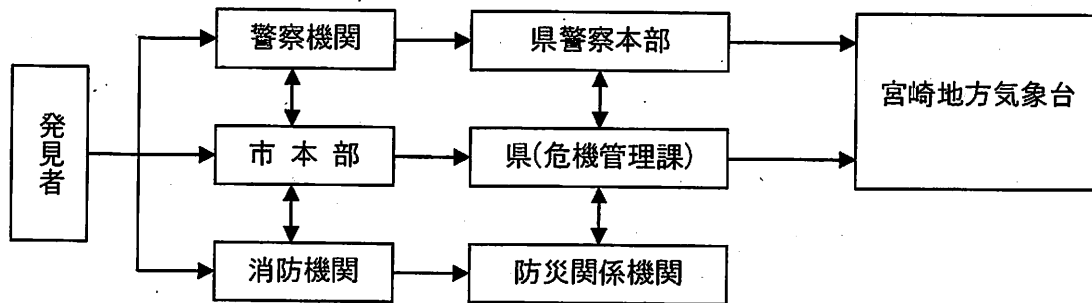 警察機関
県警察本部
宮崎地方気象台
発見者
市本部
県(危機管理課)
消防機関
防災関係機関